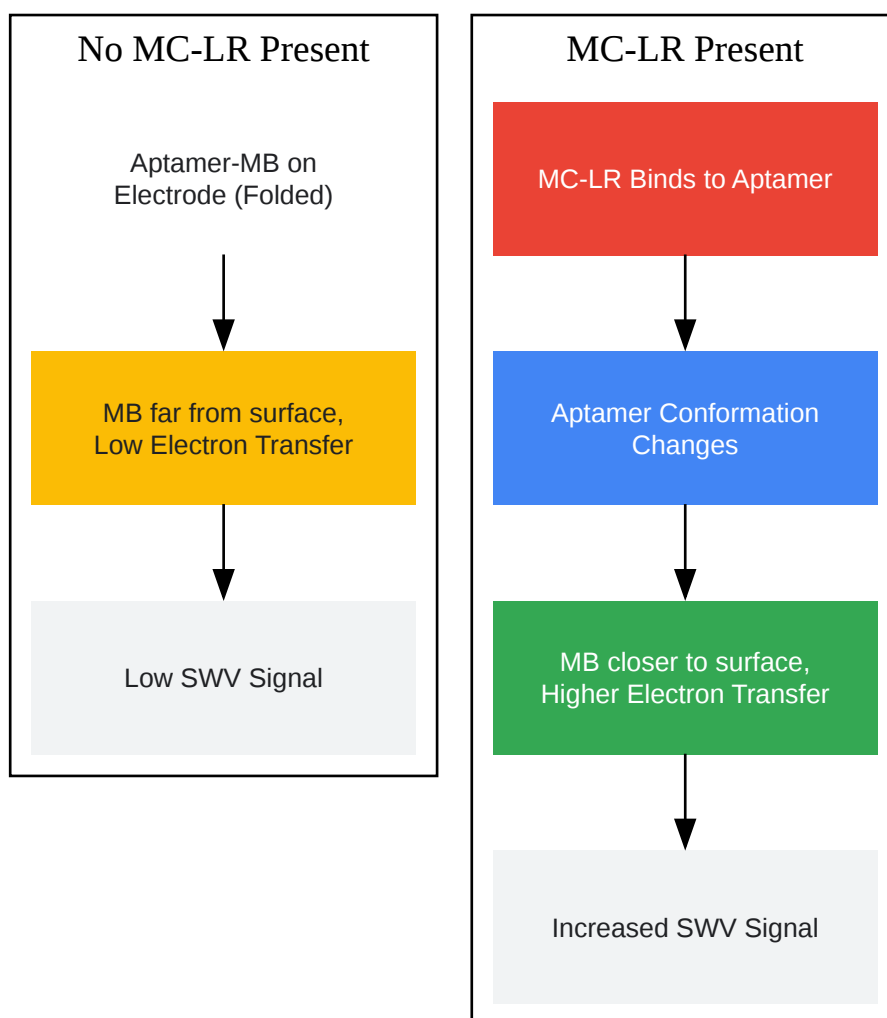 No MC-LR Present
Aptamer-MB on
Electrode (Folded)
MB far from surface,
Low Electron Transfer
Low SWV Signal
MC-LR Present
MC-LR Binds to Aptamer
Aptamer Conformation
Changes
MB closer to surface,
Higher Electron Transfer
Increased SWV Signal